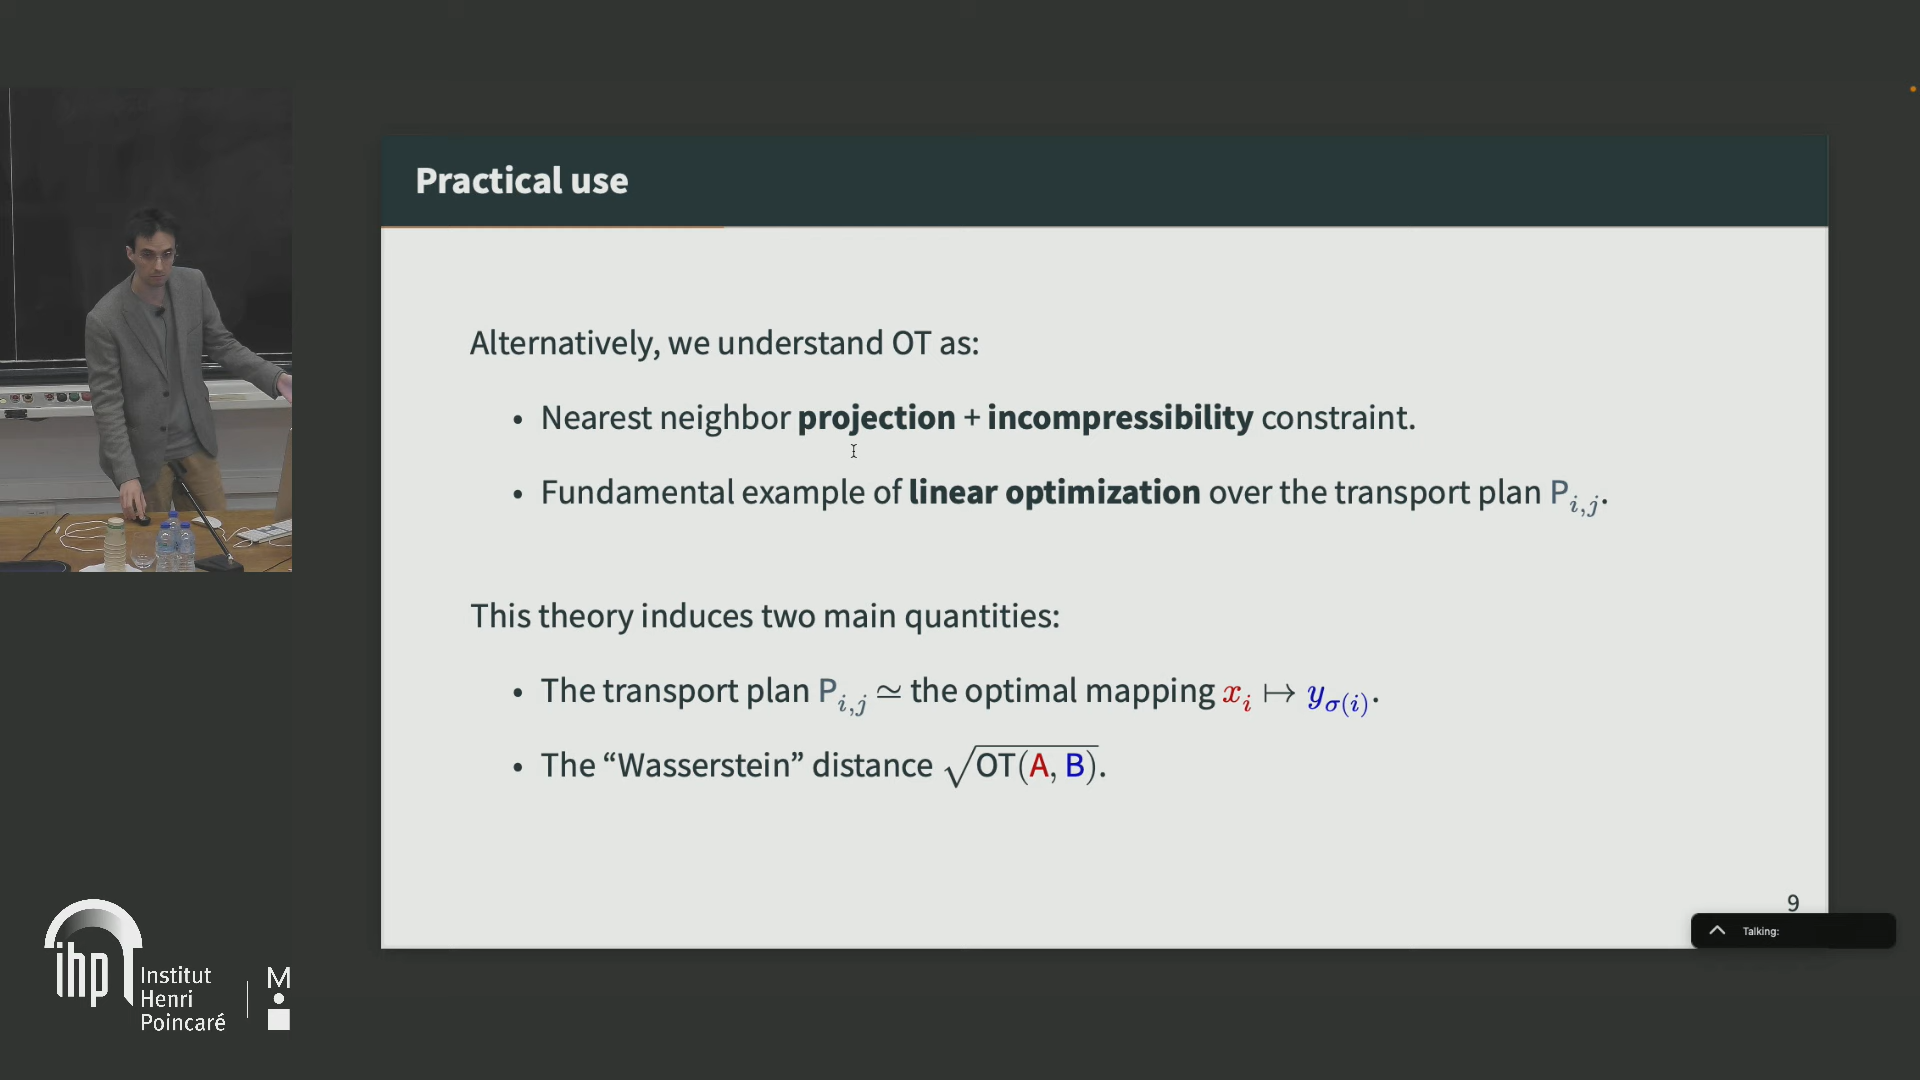 Practical use
Alternatively, we understand OT as:
• Nearest neighbor projection + incompressibility constraint.
• Fundamental example of linear optimization over the transport plan P_{i,j}.
This theory induces two main quantities:
• The transport plan P_{i,j} ≃ the optimal mapping x_i ↦ y_{σ(i)}.
• The “Wasserstein” distance √OT(A, B).
9
Talking:
ihp
Institut
Henri
Poincaré
M